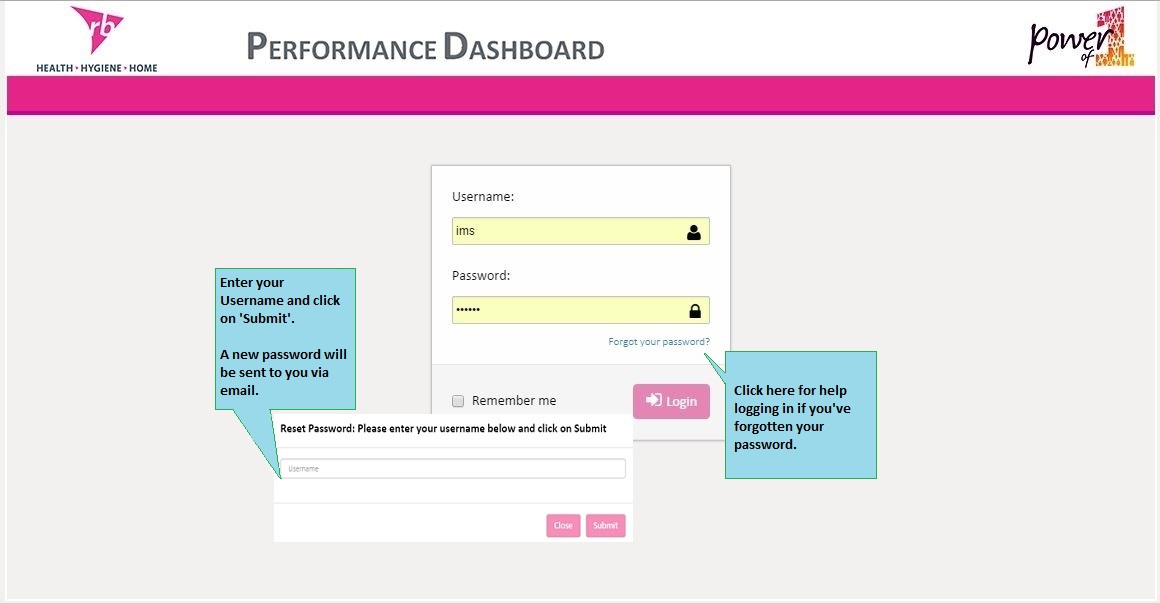 rb
HEALTH • HYGIENE • HOME
PERFORMANCE DASHBOARD
power
of 1
Username:
ims
Password:
••••••
Forgot your password?
Remember me
Login
Enter your
Username and click
on 'Submit'.
A new password will
be sent to you via
email.
Click here for help
logging in if you've
forgotten your
password.
Reset Password: Please enter your username below and click on Submit
Username
Close
Submit